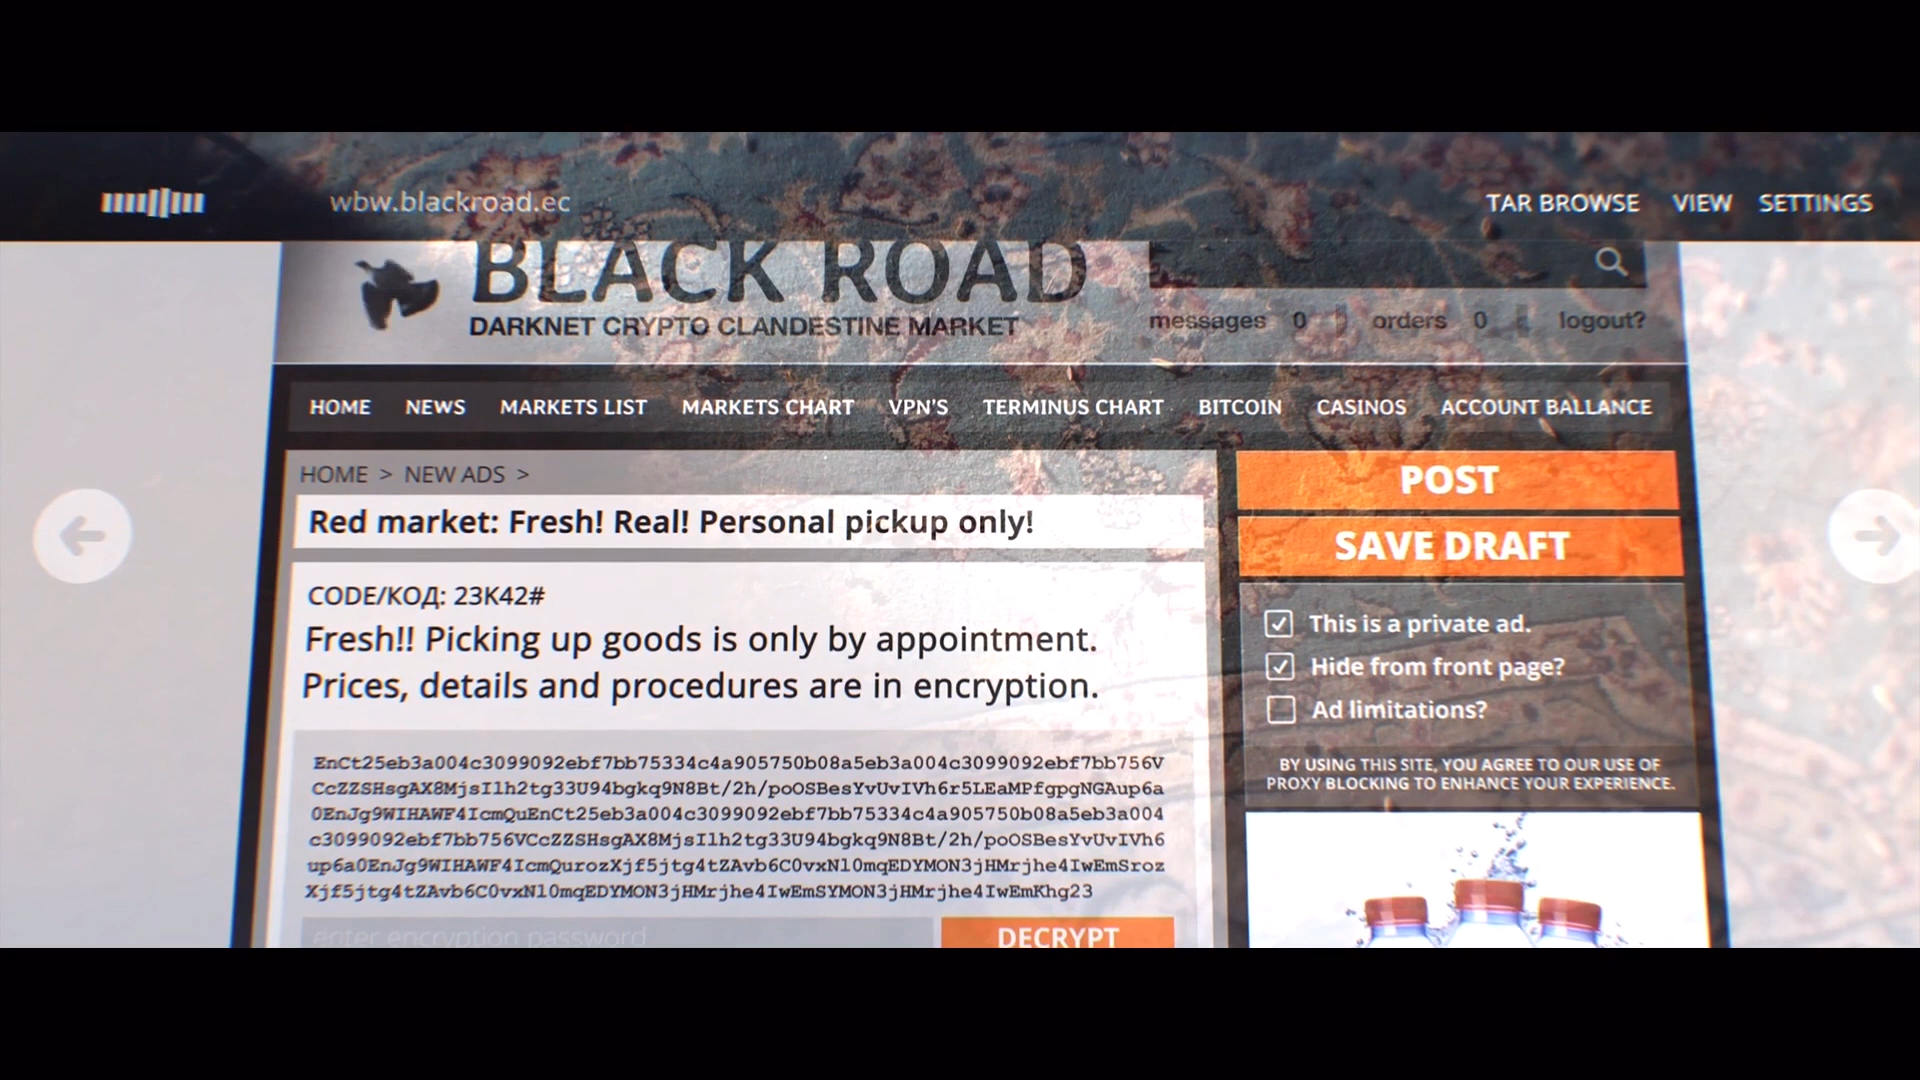 wbw.blackroad.ec
TAR BROWSE VIEW SETTINGS
BLACK ROAD
DARKNET CRYPTO CLANDESTINE MARKET
messages 0 orders 0 logout?
HOME NEWS MARKETS LIST MARKETS CHART VPN'S TERMINUS CHART BITCOIN CASINOS ACCOUNT BALLANCE
HOME > NEW ADS >
Red market: Fresh! Real! Personal pickup only!
CODE/КОД: 23K42#
Fresh!! Picking up goods is only by appointment.
Prices, details and procedures are in encryption.
EnCt25eb3a004c3099092ebf7bb75334c4a905750b08a5eb3a004c3099092ebf7bb756V
CcZZSHsgAX8MjsIlh2tg33U94bgkq9N8Bt/2h/poOSBesYvUvIVh6r5LEaMPfgpgNGAup6a
0EnJg9WIHAWF4IcmQuEnCt25eb3a004c3099092ebf7bb75334c4a905750b08a5eb3a004
c3099092ebf7bb756VCcZZSHsgAX8MjsIlh2tg33U94bgkq9N8Bt/2h/poOSBesYvUvIVh6
up6a0EnJg9WIHAWF4IcmQurozXjf5jtg4tZAvb6C0vxNl0mqEDYMON3jHMrjhe4IwEmSroz
Xjf5jtg4tZAvb6C0vxNl0mqEDYMON3jHMrjhe4IwEmSYMON3jHMrjhe4IwEmKhg23
enter encryption password
DECRYPT
POST
SAVE DRAFT
This is a private ad.
Hide from front page?
Ad limitations?
BY USING THIS SITE, YOU AGREE TO OUR USE OF
PROXY BLOCKING TO ENHANCE YOUR EXPERIENCE.